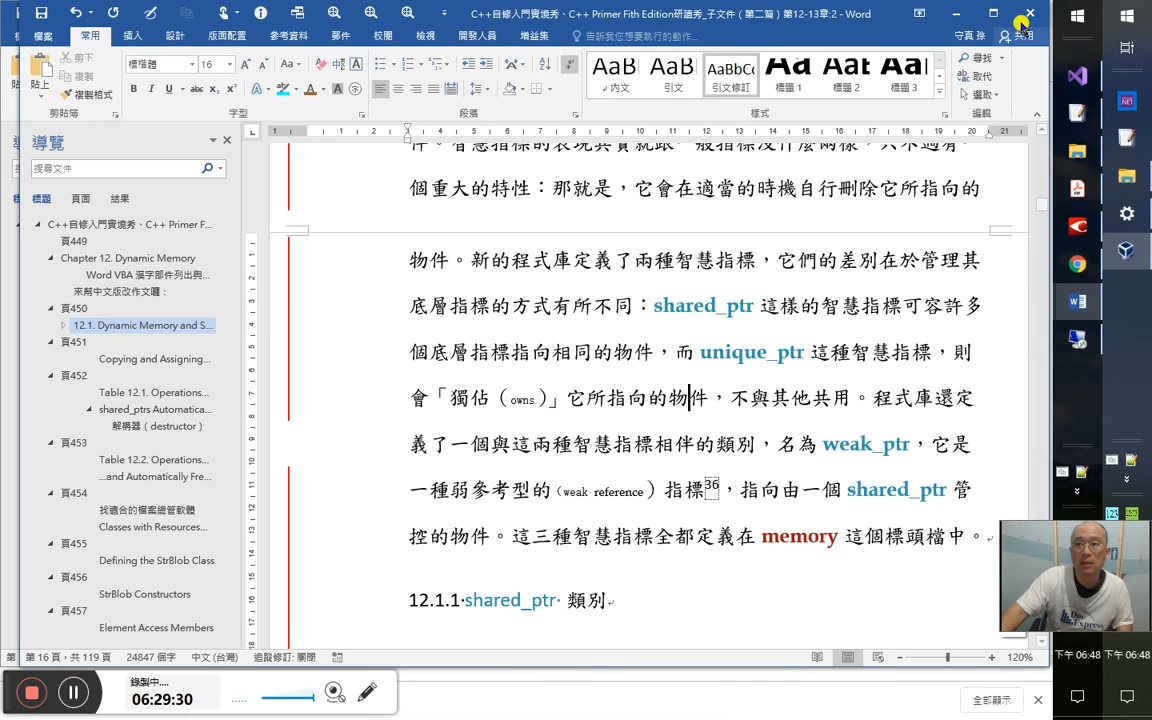 C++自修入門實境秀、C++ Primer Fith Edition研讀秀_子文件（第二篇）第12-13章:2 - Word
檔案 常用 插入 設計 版面配置 參考資料 郵件 校閱 檢視 開發人員 增益集 告訴我您想要執行的動作... 守真 孫 共用
貼上 剪下 複製 複製格式 剪貼簿
楷體 16 字型
段落
AaB 內文 AaB 引文 AaBbCc 引文修訂 Aa 標題 1 Aab 標題 2 Aal 標題 3 樣式
尋找 取代 選取 編輯
導覽
搜尋文件
標題 頁面 結果
C++自修入門實境秀、C++ Primer F...
頁449
Chapter 12. Dynamic Memory
Word VBA 漢字部件列出與...
來幫中文版改作文囉：
頁450
12.1. Dynamic Memory and S...
頁451
Copying and Assigning...
頁452
Table 12.1. Operations...
shared_ptrs Automatica...
解構器（destructor）
頁453
Table 12.2. Operations...
...and Automatically Fre...
頁454
找適合的檔案總管軟體
Classes with Resources...
頁455
Defining the StrBlob Class
頁456
StrBlob Constructors
頁457
Element Access Members
個重大的特性：那就是，它會在適當的時機自行刪除它所指向的
物件。新的程式庫定義了兩種智慧指標，它們的差別在於管理其
底層指標的方式有所不同：shared_ptr 這樣的智慧指標可容許多
個底層指標指向相同的物件，而 unique_ptr 這種智慧指標，則
會「獨佔（owns）」它所指向的物件，不與其他共用。程式庫還定
義了一個與這兩種智慧指標相伴的類別，名為 weak_ptr，它是
一種弱參考型的（weak reference）指標36，指向由一個 shared_ptr 管
控的物件。這三種智慧指標全都定義在 memory 這個標頭檔中。
12.1.1 shared_ptr 類別
第 16 頁，共 119 頁 24847 個字 中文 (台灣) 追蹤修訂: 關閉 120%
錄製中...
06:29:30
全部顯示
下午 06:48 下午 06:48